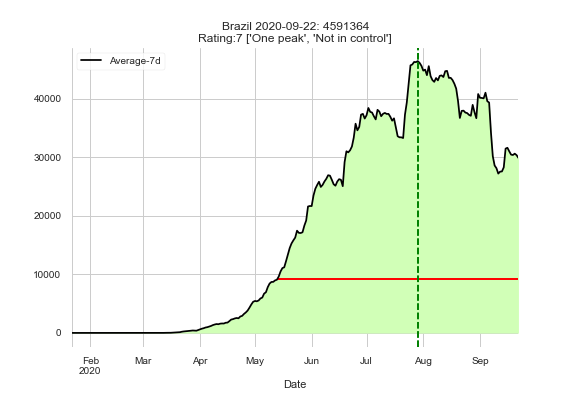 Brazil 2020-09-22: 4591364
Rating:7 ['One peak', 'Not in control']
Average-7d
40000
30000
20000
10000
0
Feb Mar Apr May Jun Jul Aug Sep
2020
Date